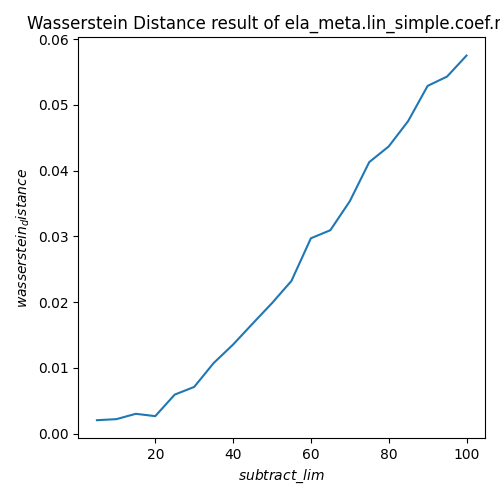 Wasserstein Distance result of ela_meta.lin_simple.coef.r
0.06
0.05
0.04
0.03
0.02
0.01
0.00
wasserstein_distance
20 40 60 80 100
subtract_lim